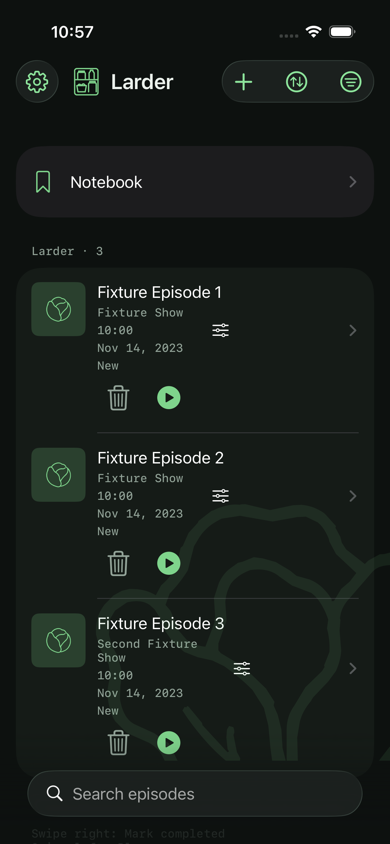 10:57
Larder
Notebook
Larder · 3
Fixture Episode 1
Fixture Show
10:00
Nov 14, 2023
New
Fixture Episode 2
Fixture Show
10:00
Nov 14, 2023
New
Fixture Episode 3
Second Fixture
Show
10:00
Nov 14, 2023
New
Search episodes
Swipe right: Mark completed